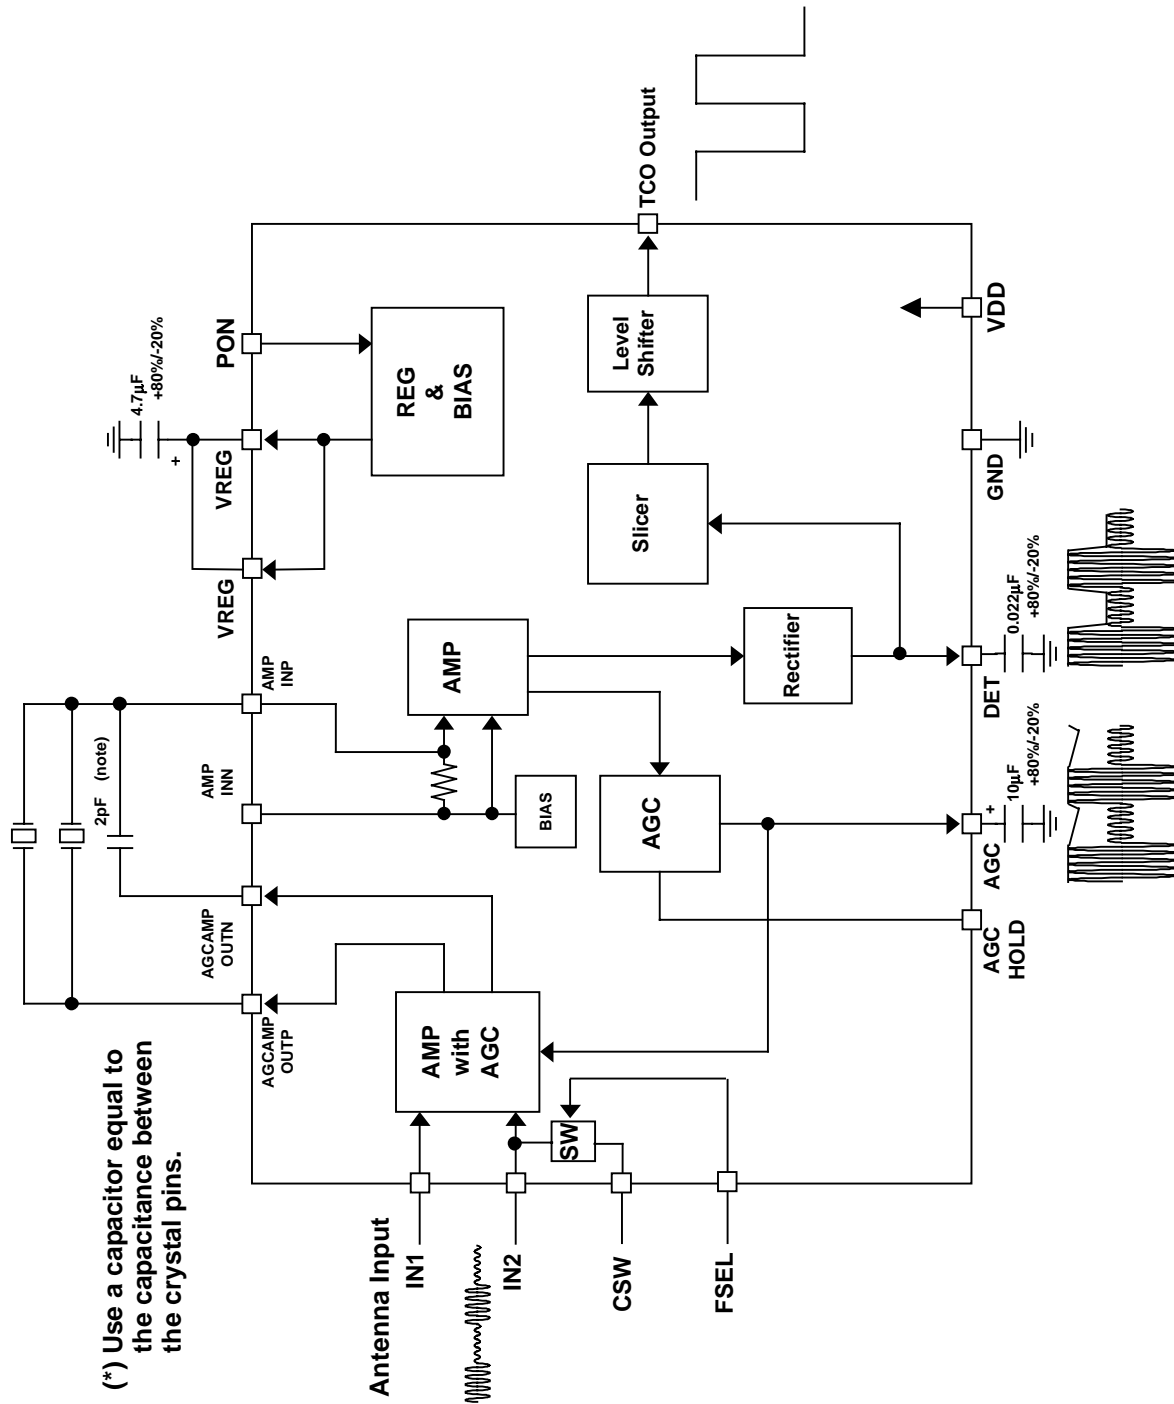 (*) Use a capacitor equal to
the capacitance between
the crystal pins.
2pF (note)
4.7µF
+80%/-20%
+
AGCAMP
OUTP
AGCAMP
OUTN
AMP
INN
AMP
INP
VREG
VREG
PON
Antenna Input
IN1
IN2
CSW
FSEL
AMP
with
AGC
SW
BIAS
AMP
REG
&
BIAS
AGC
Rectifier
Slicer
Level
Shifter
TCO Output
AGC
HOLD
AGC
+
10µF
+80%/-20%
DET
0.022µF
+80%/-20%
GND
VDD